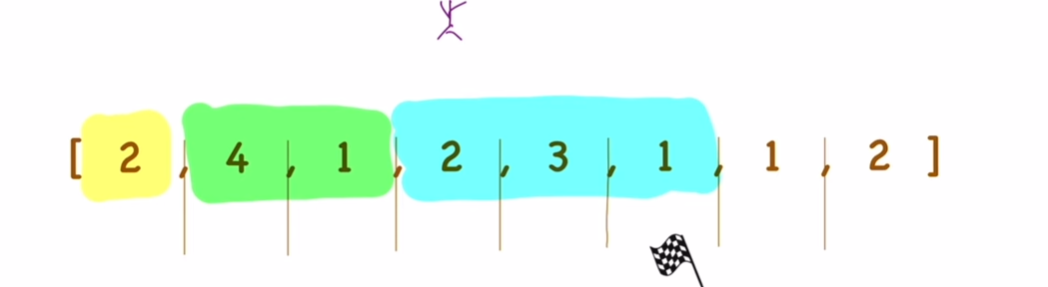 [ 2 , 4 , 1 , 2 , 3 , 1 , 1 , 2 ]